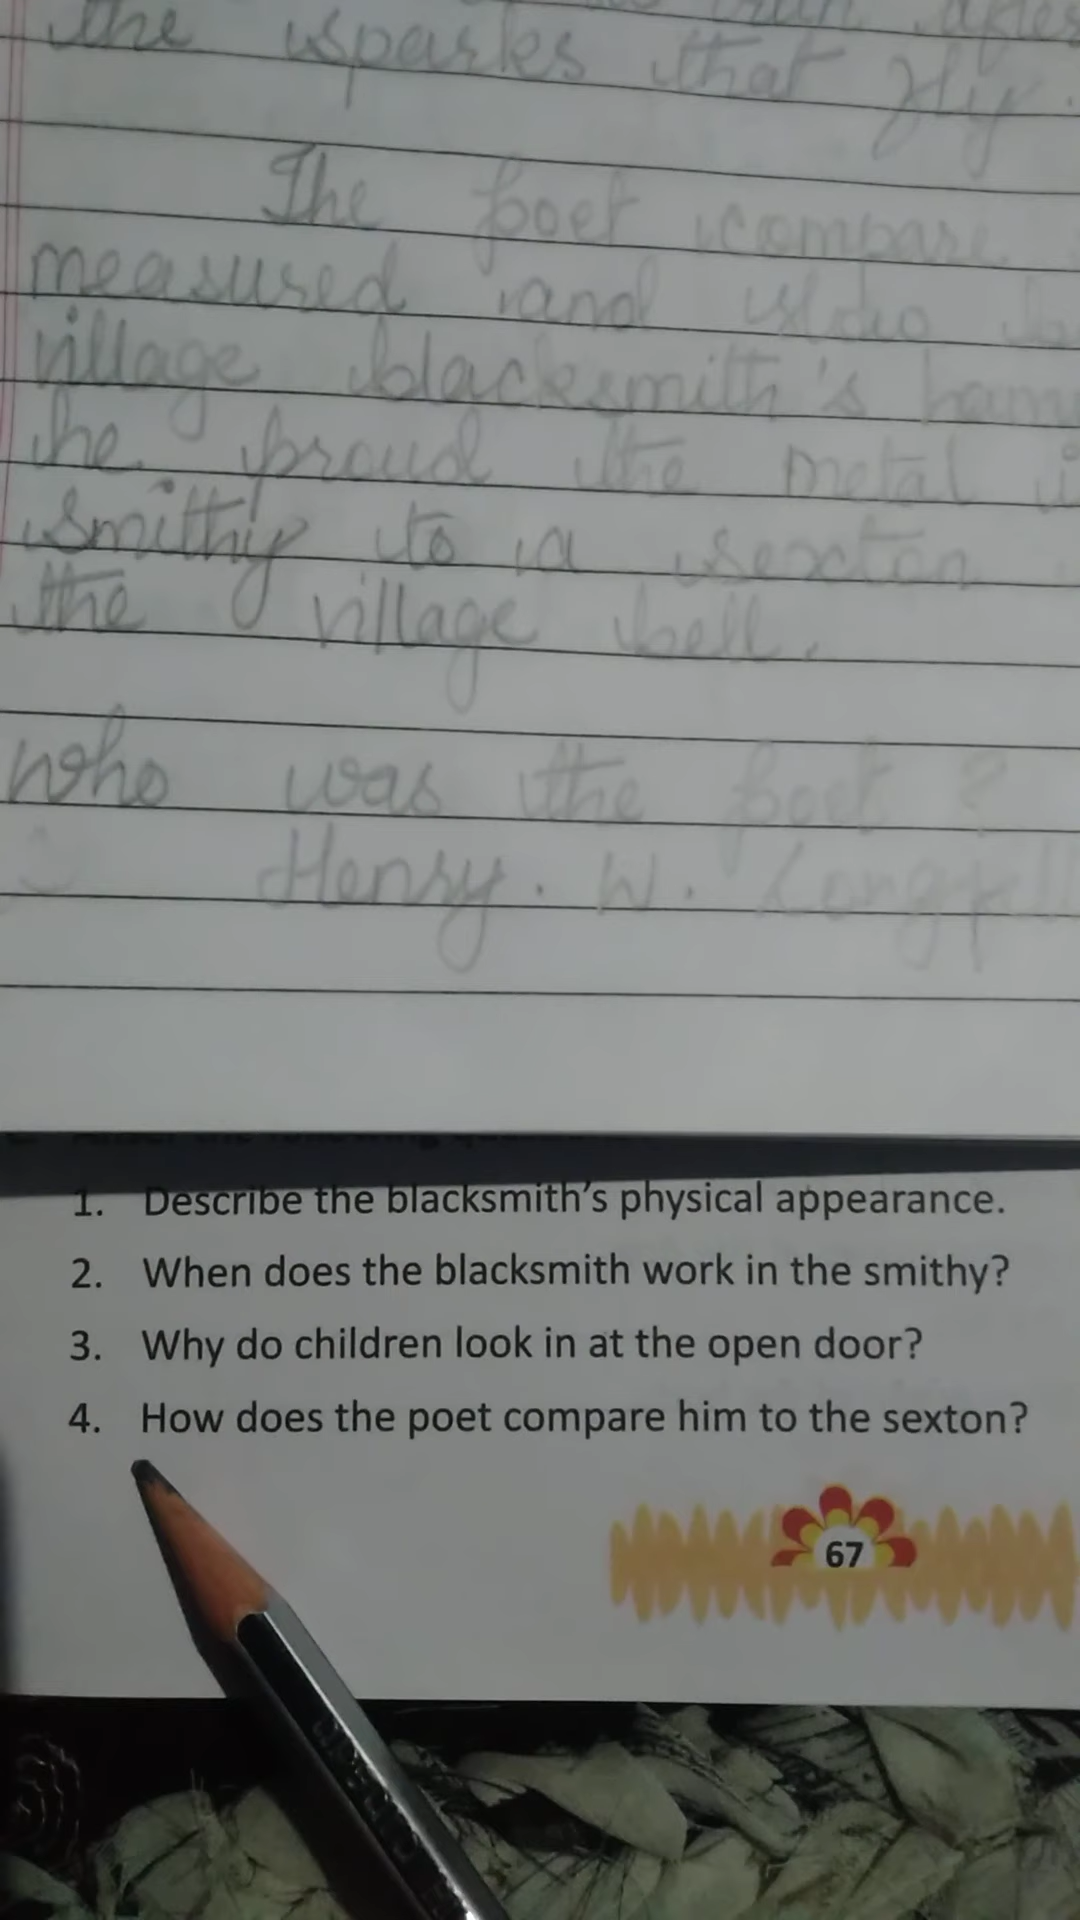 the sparks that fly.
The poet compare
measured and slow
village blacksmith's
he proud the metal
smithy to a sexton
the village bell.
who was the poet ?
Henry. W.
1. Describe the blacksmith's physical appearance.
2. When does the blacksmith work in the smithy?
3. Why do children look in at the open door?
4. How does the poet compare him to the sexton?
67